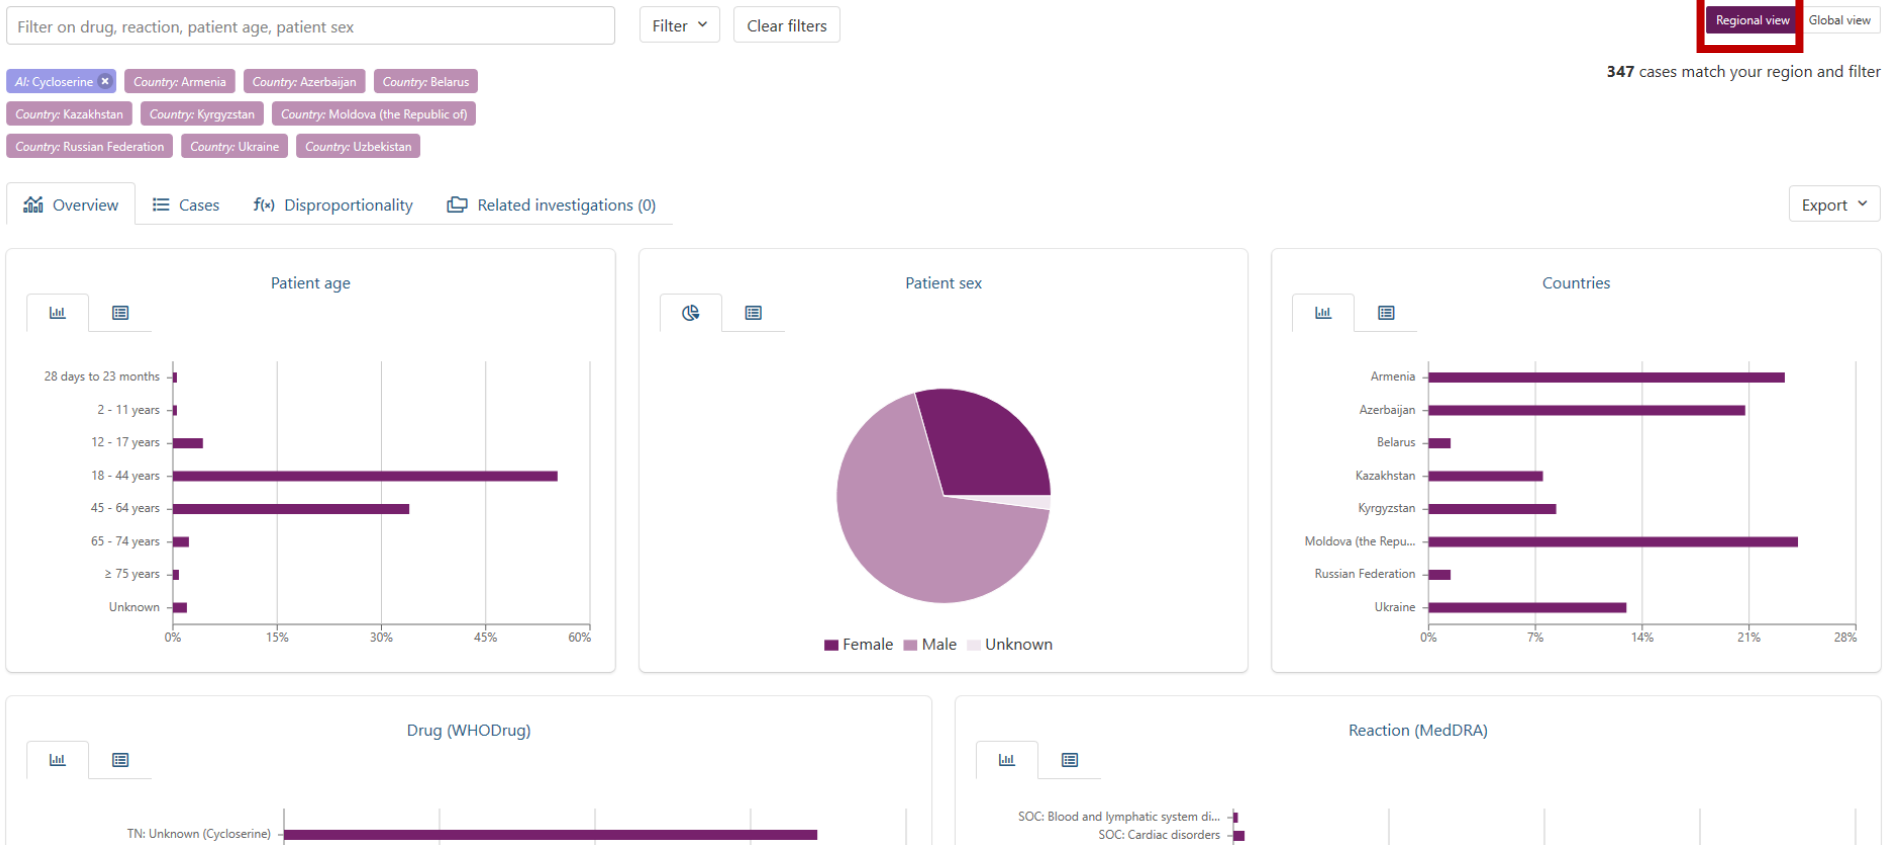 Filter on drug, reaction, patient age, patient sex
Filter
Clear filters
Regional view
Global view
347 cases match your region and filter
AI: Cycloserine
Country: Armenia
Country: Azerbaijan
Country: Belarus
Country: Kazakhstan
Country: Kyrgyzstan
Country: Moldova (the Republic of)
Country: Russian Federation
Country: Ukraine
Country: Uzbekistan
Overview
Cases
f(x) Disproportionality
Related investigations (0)
Export
Patient age
28 days to 23 months
2 - 11 years
12 - 17 years
18 - 44 years
45 - 64 years
65 - 74 years
≥ 75 years
Unknown
0% 15% 30% 45% 60%
Patient sex
Female Male Unknown
Countries
Armenia
Azerbaijan
Belarus
Kazakhstan
Kyrgyzstan
Moldova (the Repu...
Russian Federation
Ukraine
0% 7% 14% 21% 28%
Drug (WHODrug)
TN: Unknown (Cycloserine)
Reaction (MedDRA)
SOC: Blood and lymphatic system di...
SOC: Cardiac disorders